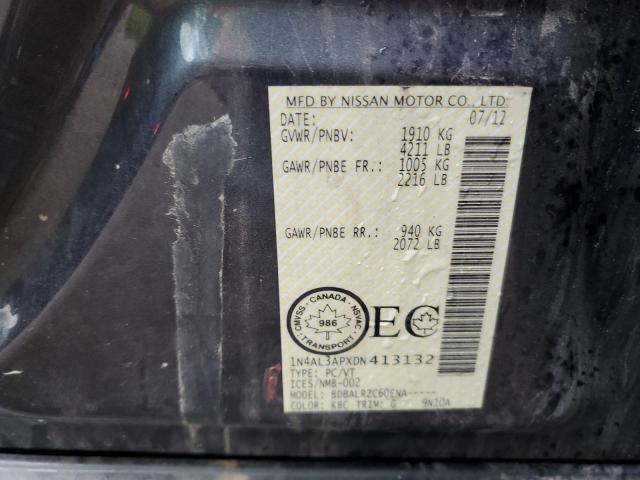 MFD BY NISSAN MOTOR CO., LTD.
DATE: 07/12
GVWR/PNBV: 1910 KG
4211 LB
GAWR/PNBE FR.: 1005 KG
2216 LB
GAWR/PNBE RR.: 940 KG
2072 LB
CANADA
CMVSS NSVAC
986
TRANSPORT
EC
1N4AL3APXDN413132
TYPE: PC/VT
ICES/NMB-002
MODEL: BDBALRZC60ENA-----
COLOR: KBC TRIM: G 9N10A